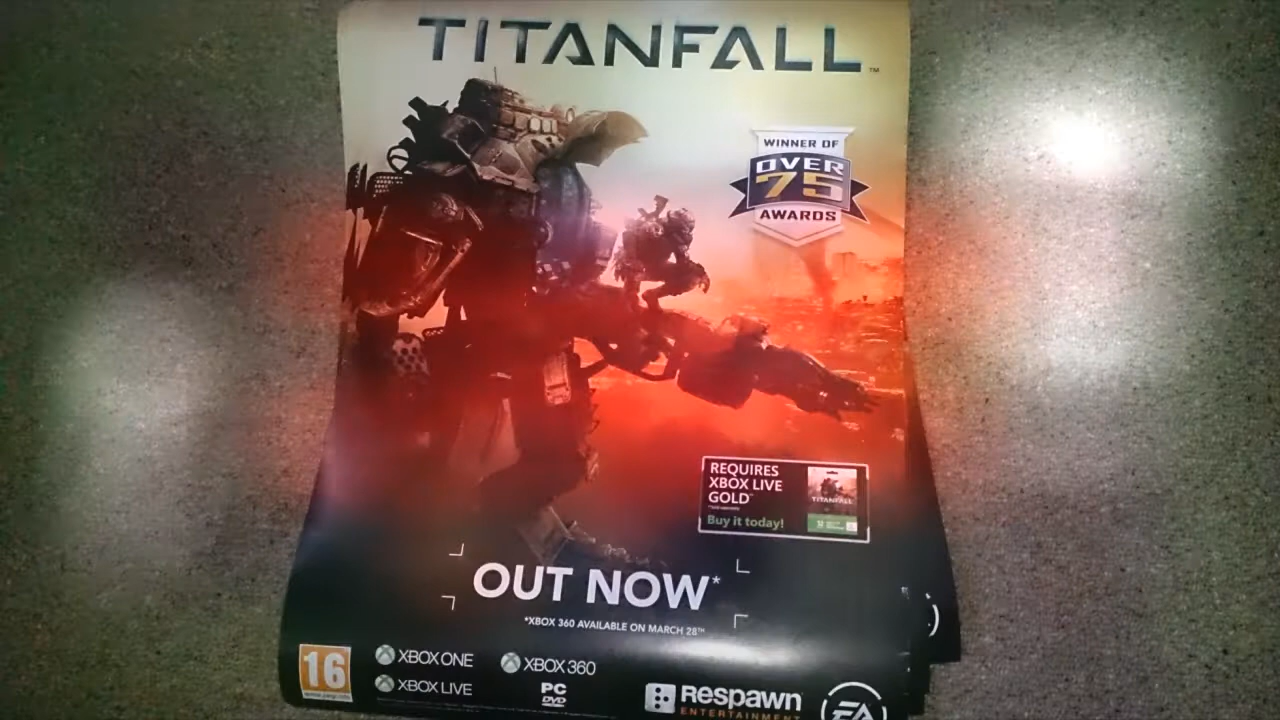 TITANFALL™
WINNER OF
OVER
75
AWARDS
REQUIRES
XBOX LIVE
GOLD
Buy it today!
TITANFALL
OUT NOW*
*XBOX 360 AVAILABLE ON MARCH 28TH
16
XBOX ONE
XBOX 360
XBOX LIVE
PC
DVD
Respawn
ENTERTAINMENT
EA